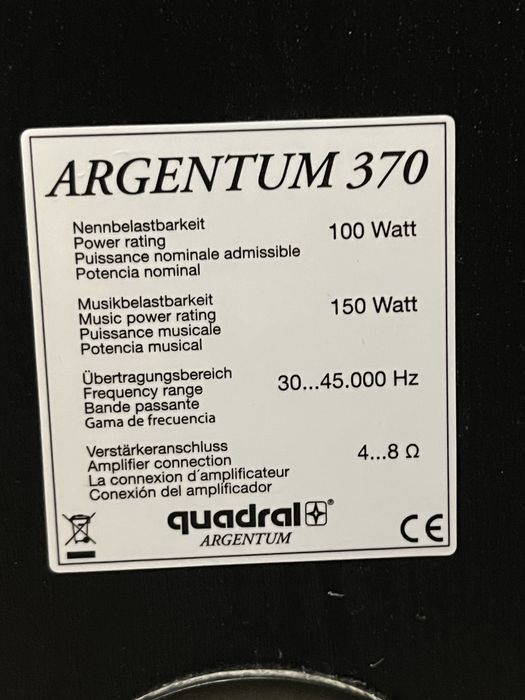 ARGENTUM 370
Nennbelastbarkeit
Power rating
Puissance nominale admissible
Potencia nominal
100 Watt
Musikbelastbarkeit
Music power rating
Puissance musicale
Potencia musical
150 Watt
Übertragungsbereich
Frequency range
Bande passante
Gama de frecuencia
30...45.000 Hz
Verstärkeranschluss
Amplifier connection
La connexion d´amplificateur
Conexión del amplificador
4...8 Ω
quadral®
ARGENTUM
CE